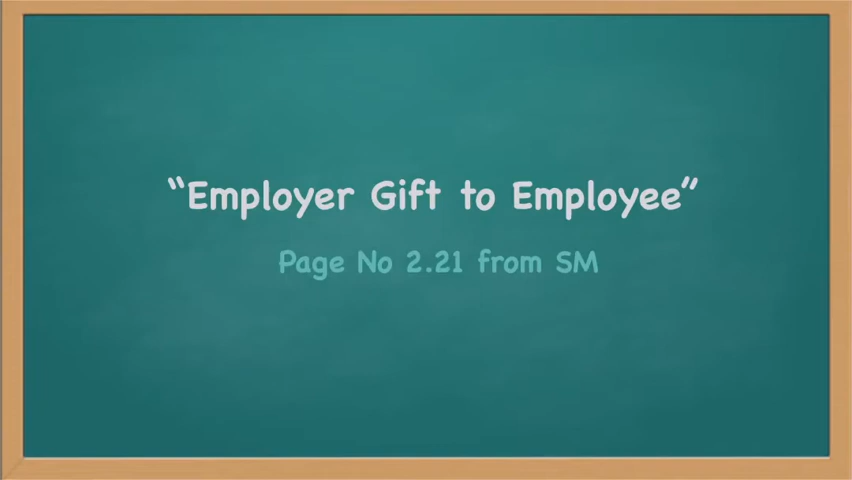 “Employer Gift to Employee”
Page No 2.21 from SM